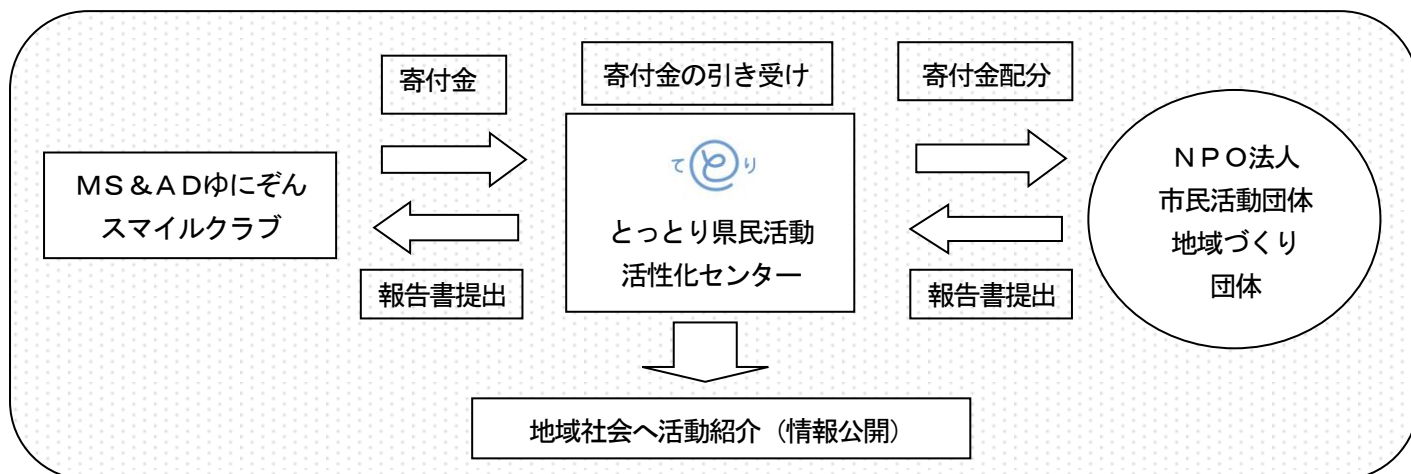 寄付金
寄付金の引き受け
寄付金配分
MS&ADゆにぞん
スマイルクラブ
てとり
とっとり県民活動
活性化センター
NPO法人
市民活動団体
地域づくり
団体
報告書提出
報告書提出
地域社会へ活動紹介(情報公開)